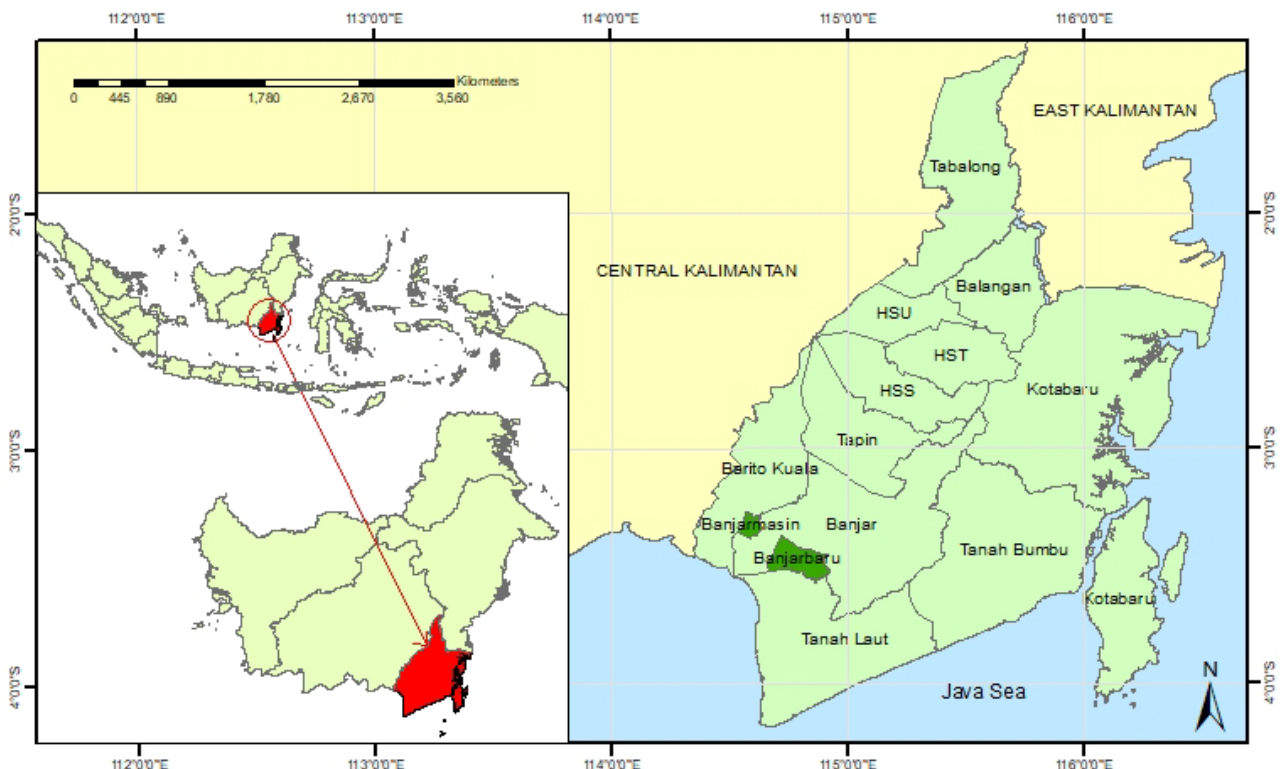 112°0'0"E 113°0'0"E 114°0'0"E 115°0'0"E 116°0'0"E
Kilometers
0 445 890 1,780 2,670 3,560
EAST KALIMANTAN
Tabalong
2°0'0"S 2°0'0"S
CENTRAL KALIMANTAN
Balangan
HSU
HST
HSS
Kotabaru
Tapin
3°0'0"S 3°0'0"S
Barito Kuala
Banjarmasin
Banjar
Tanah Bumbu
Banjarbaru
Kotabaru
Tanah Laut
N
4°0'0"S 4°0'0"S
Java Sea
112°0'0"E 113°0'0"E 114°0'0"E 115°0'0"E 116°0'0"E